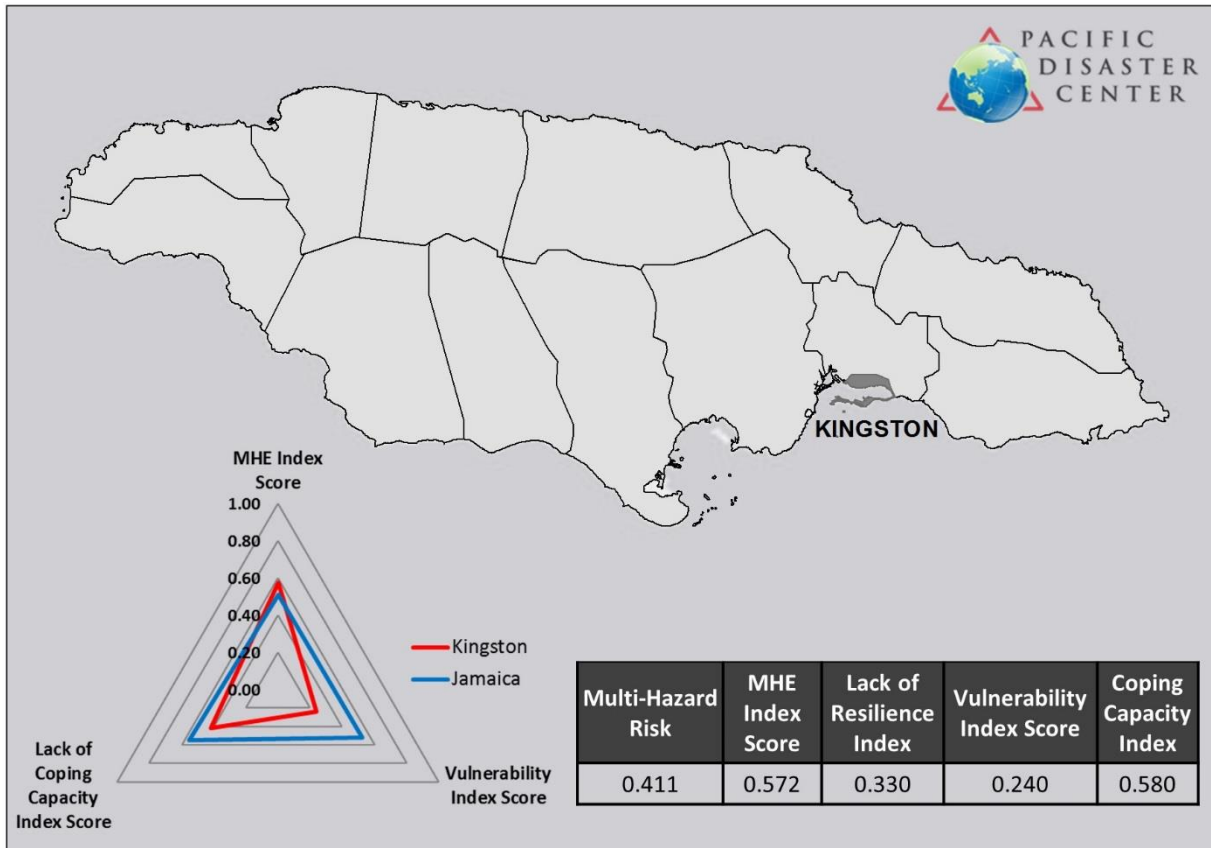 PACIFIC
DISASTER
CENTER
KINGSTON
MHE Index
Score
1.00
0.80
0.60
0.40
0.20
0.00
Kingston
Jamaica
Lack of
Coping
Capacity
Index Score
Vulnerability
Index Score
Multi-Hazard
Risk
MHE
Index
Score
Lack of
Resilience
Index
Vulnerability
Index Score
Coping
Capacity
Index
0.411 0.572 0.330 0.240 0.580